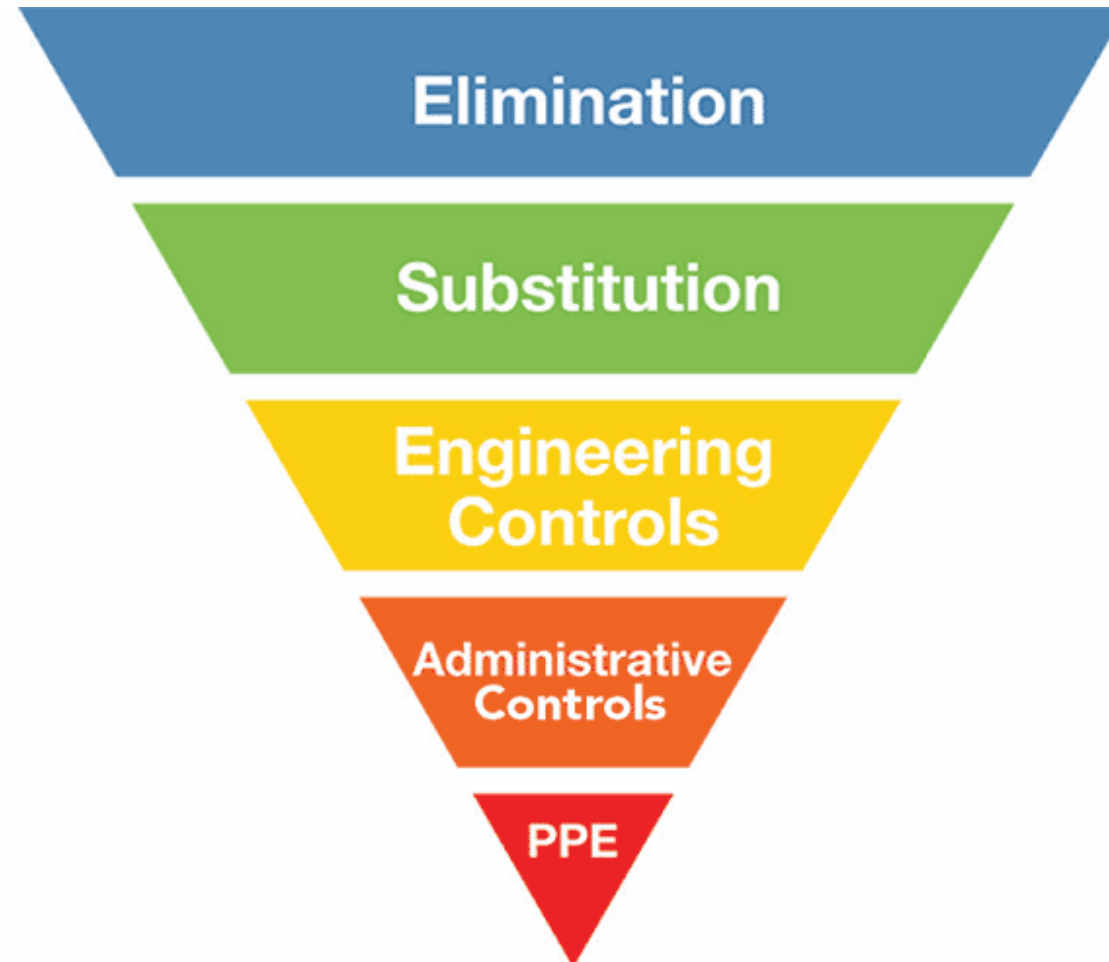 Elimination
Substitution
Engineering
Controls
Administrative
Controls
PPE